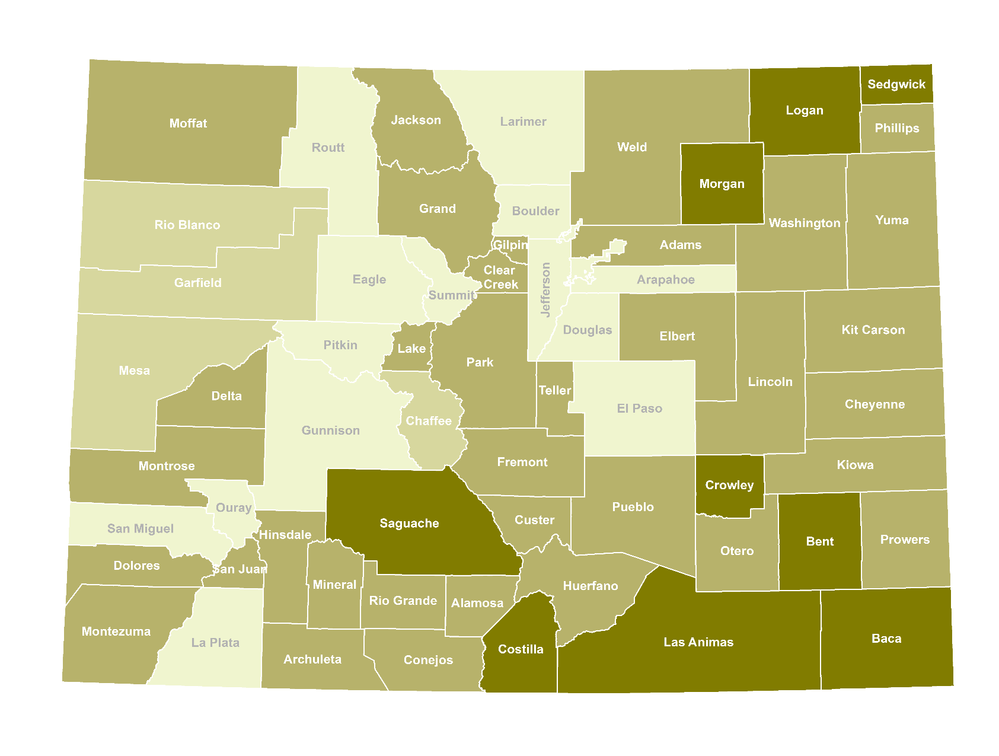 Sedgwick
Logan
Moffat
Jackson
Larimer
Phillips
Routt
Weld
Morgan
Grand
Boulder
Rio Blanco
Washington
Yuma
Gilpin
Adams
Clear
Creek
Eagle
Garfield
Summit
Jefferson
Arapahoe
Douglas
Elbert
Kit Carson
Pitkin
Lake
Park
Mesa
Delta
Teller
Lincoln
El Paso
Cheyenne
Chaffee
Gunnison
Montrose
Fremont
Kiowa
Crowley
Ouray
Pueblo
San Miguel
Saguache
Custer
Hinsdale
Bent
Prowers
Otero
Dolores
San Juan
Mineral
Huerfano
Rio Grande
Alamosa
Montezuma
La Plata
Costilla
Las Animas
Baca
Archuleta
Conejos